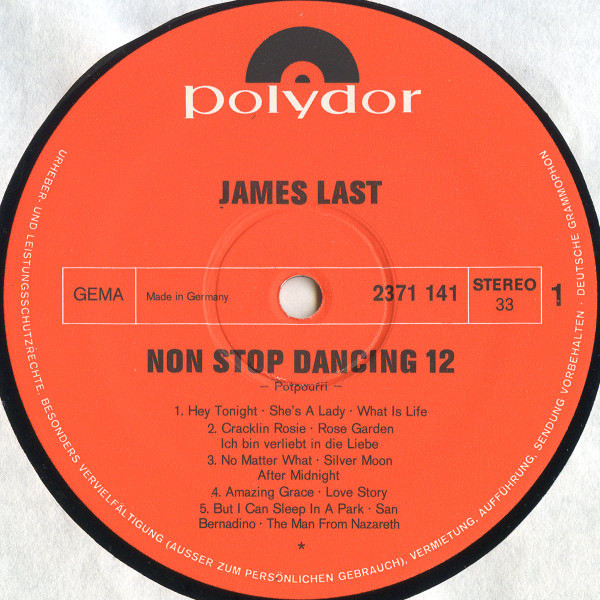 polydor
JAMES LAST
GEMA
Made in Germany
2371 141
STEREO
33
1
NON STOP DANCING 12
– Potpourri –
1. Hey Tonight · She's A Lady · What Is Life
2. Cracklin Rosie · Rose Garden
Ich bin verliebt in die Liebe
3. No Matter What · Silver Moon
After Midnight
4. Amazing Grace · Love Story
5. But I Can Sleep In A Park · San
Bernadino · The Man From Nazareth
*
URHEBER- UND LEISTUNGSSCHUTZRECHTE, BESONDERS VERVIELFÄLTIGUNG (AUSSER ZUM PERSÖNLICHEN GEBRAUCH), VERMIETUNG, AUFFÜHRUNG, SENDUNG VORBEHALTEN · DEUTSCHE GRAMMOPHON